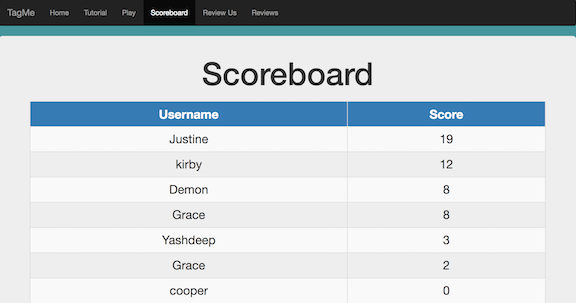 TagMe Home Tutorial Play Scoreboard Review Us Reviews
Scoreboard
Username Score
Justine 19
kirby 12
Demon 8
Grace 8
Yashdeep 3
Grace 2
cooper 0